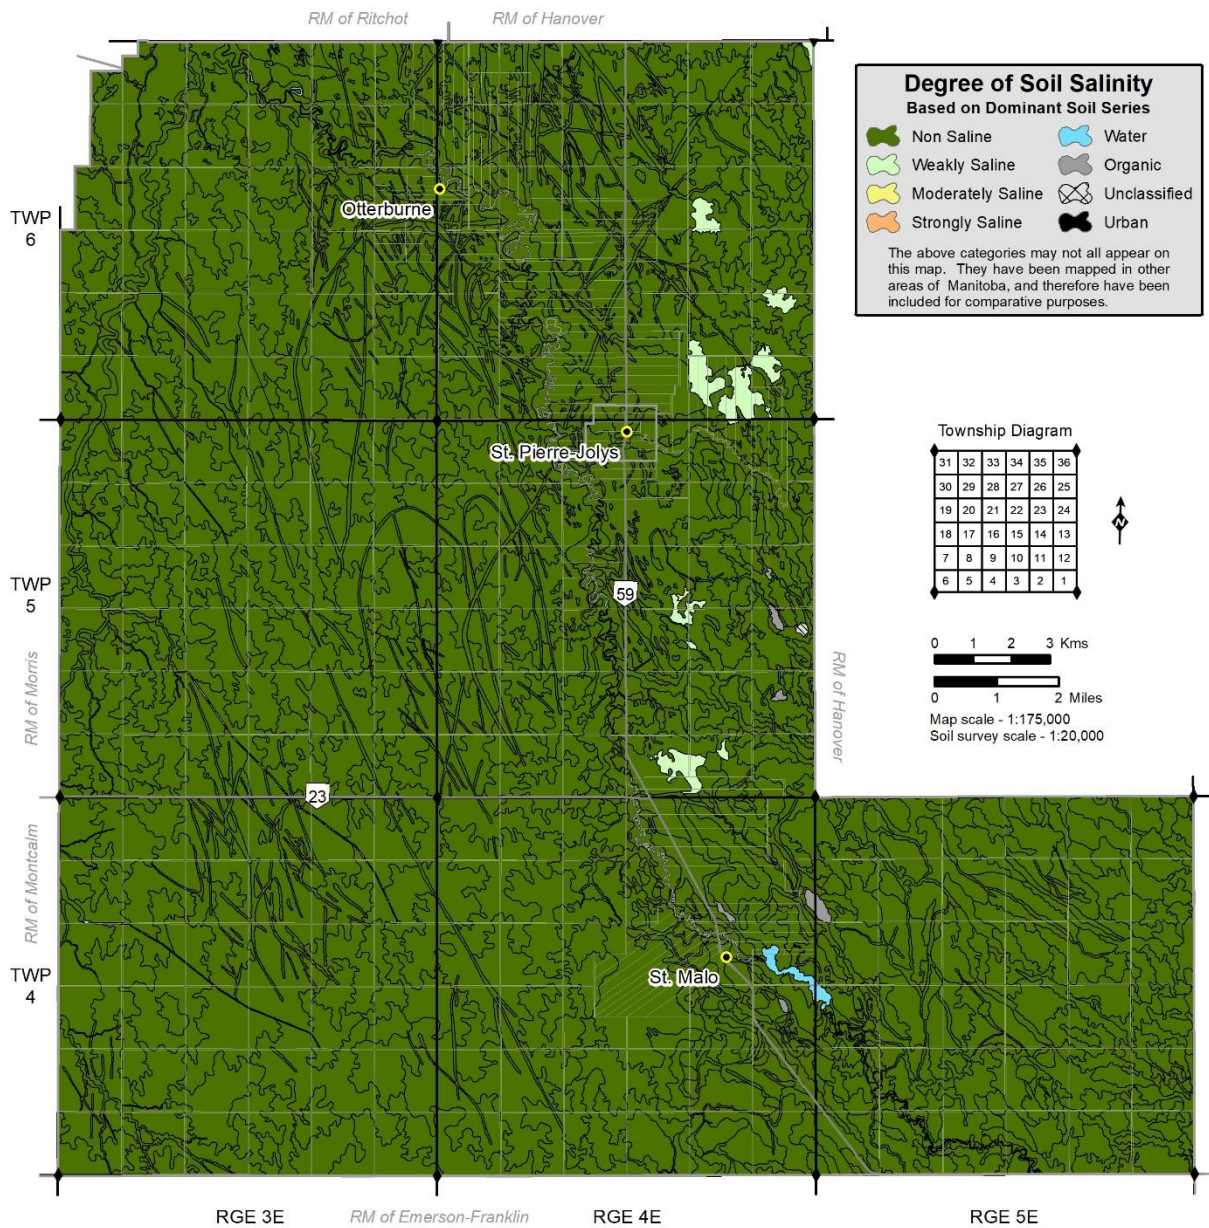 RM of Ritchot
RM of Hanover
Degree of Soil Salinity
Based on Dominant Soil Series
Non Saline
Water
Weakly Saline
Organic
Moderately Saline
Unclassified
Strongly Saline
Urban
The above categories may not all appear on
this map. They have been mapped in other
areas of Manitoba, and therefore have been
included for comparative purposes.
TWP
6
Otterburne
St. Pierre-Jolys
Township Diagram
31 32 33 34 35 36
30 29 28 27 26 25
19 20 21 22 23 24
18 17 16 15 14 13
7 8 9 10 11 12
6 5 4 3 2 1
N
TWP
5
59
0 1 2 3 Kms
0 1 2 Miles
Map scale - 1:175,000
Soil survey scale - 1:20,000
RM of Morris
RM of Hanover
23
RM of Montcalm
TWP
4
St. Malo
RGE 3E
RM of Emerson-Franklin
RGE 4E
RGE 5E